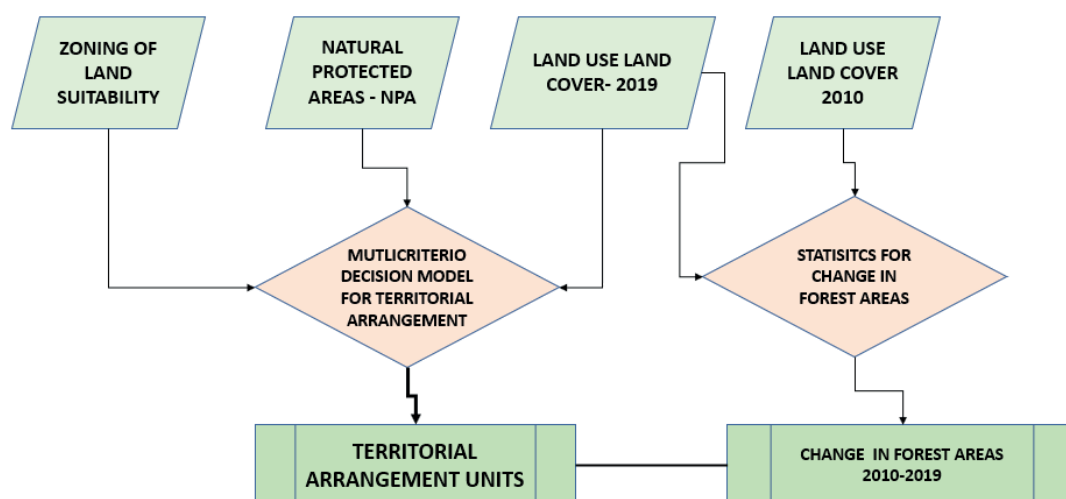 ZONING OF
LAND
SUITABILITY
NATURAL
PROTECTED
AREAS - NPA
LAND USE LAND
COVER- 2019
LAND USE
LAND COVER
2010
MUTLICRITERIO
DECISION MODEL
FOR TERRITORIAL
ARRANGEMENT
STATISITCS FOR
CHANGE IN
FOREST AREAS
TERRITORIAL
ARRANGEMENT UNITS
CHANGE IN FOREST AREAS
2010-2019